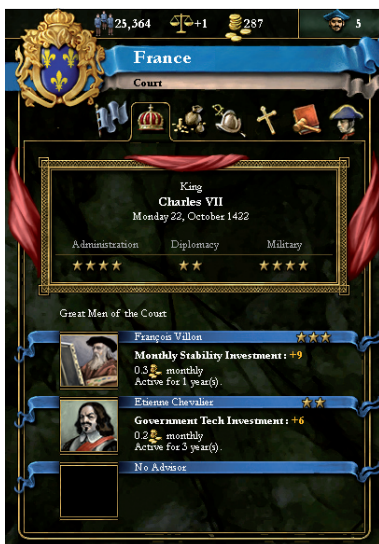 25,364 +1 287 5
France
Court
King
Charles VII
Monday 22, October 1422
Administration Diplomacy Military
Great Men of the Court
François Villon
Monthly Stability Investment: +9
0.3 monthly
Active for 1 year(s).
Etienne Chevalier
Government Tech Investment: +6
0.2 monthly
Active for 3 year(s).
No Advisor